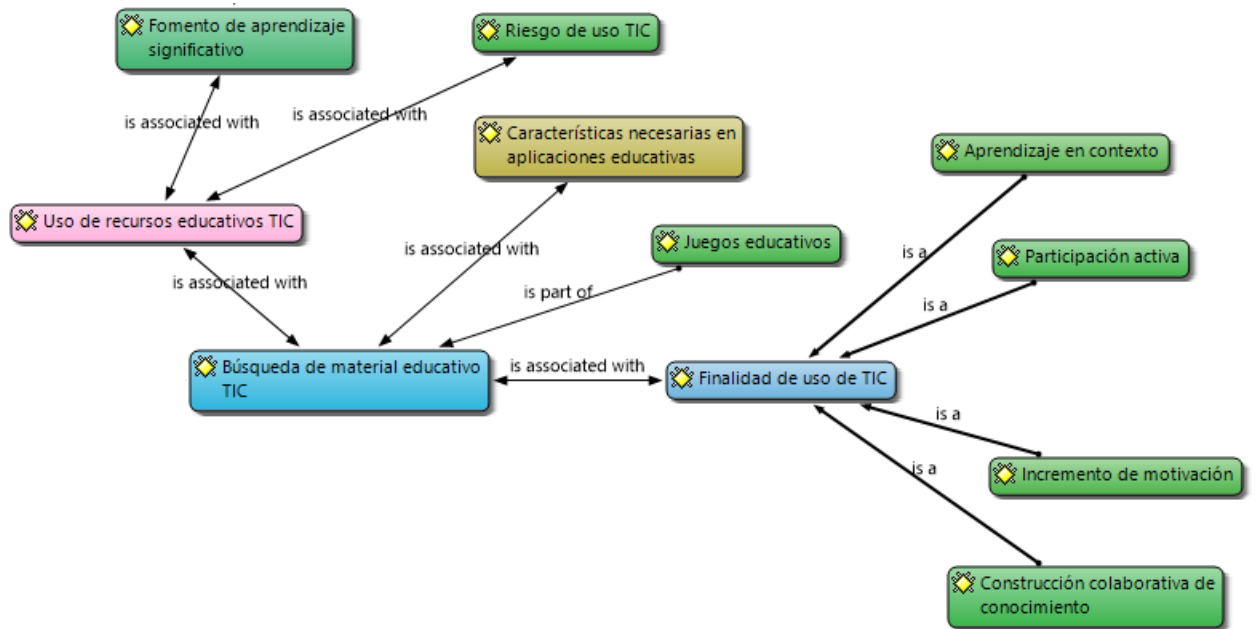 Fomento de aprendizaje
significativo
Riesgo de uso TIC
is associated with
is associated with
Características necesarias en
aplicaciones educativas
Aprendizaje en contexto
Uso de recursos educativos TIC
is associated with
Juegos educativos
is a
Participación activa
is associated with
is part of
is a
Búsqueda de material educativo
TIC
is associated with
Finalidad de uso de TIC
is a
is a
Incremento de motivación
Construcción colaborativa de
conocimiento